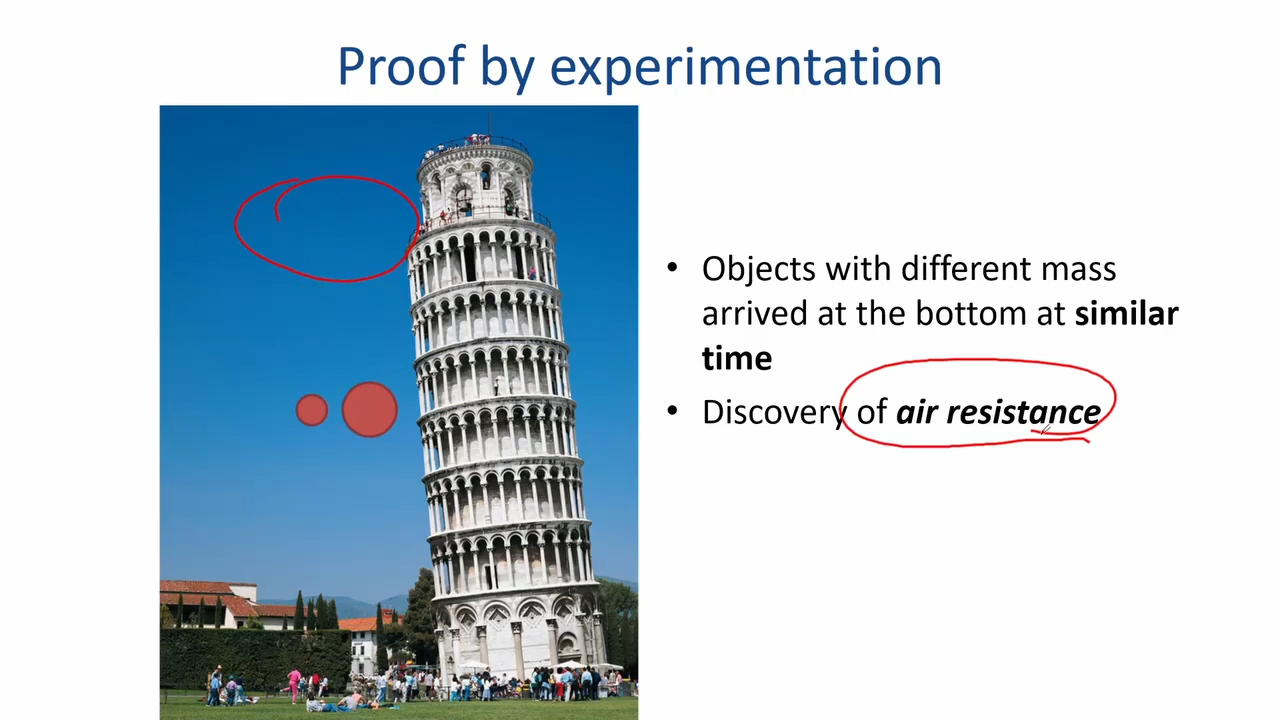 Proof by experimentation
• Objects with different mass
arrived at the bottom at similar
time
• Discovery of air resistance